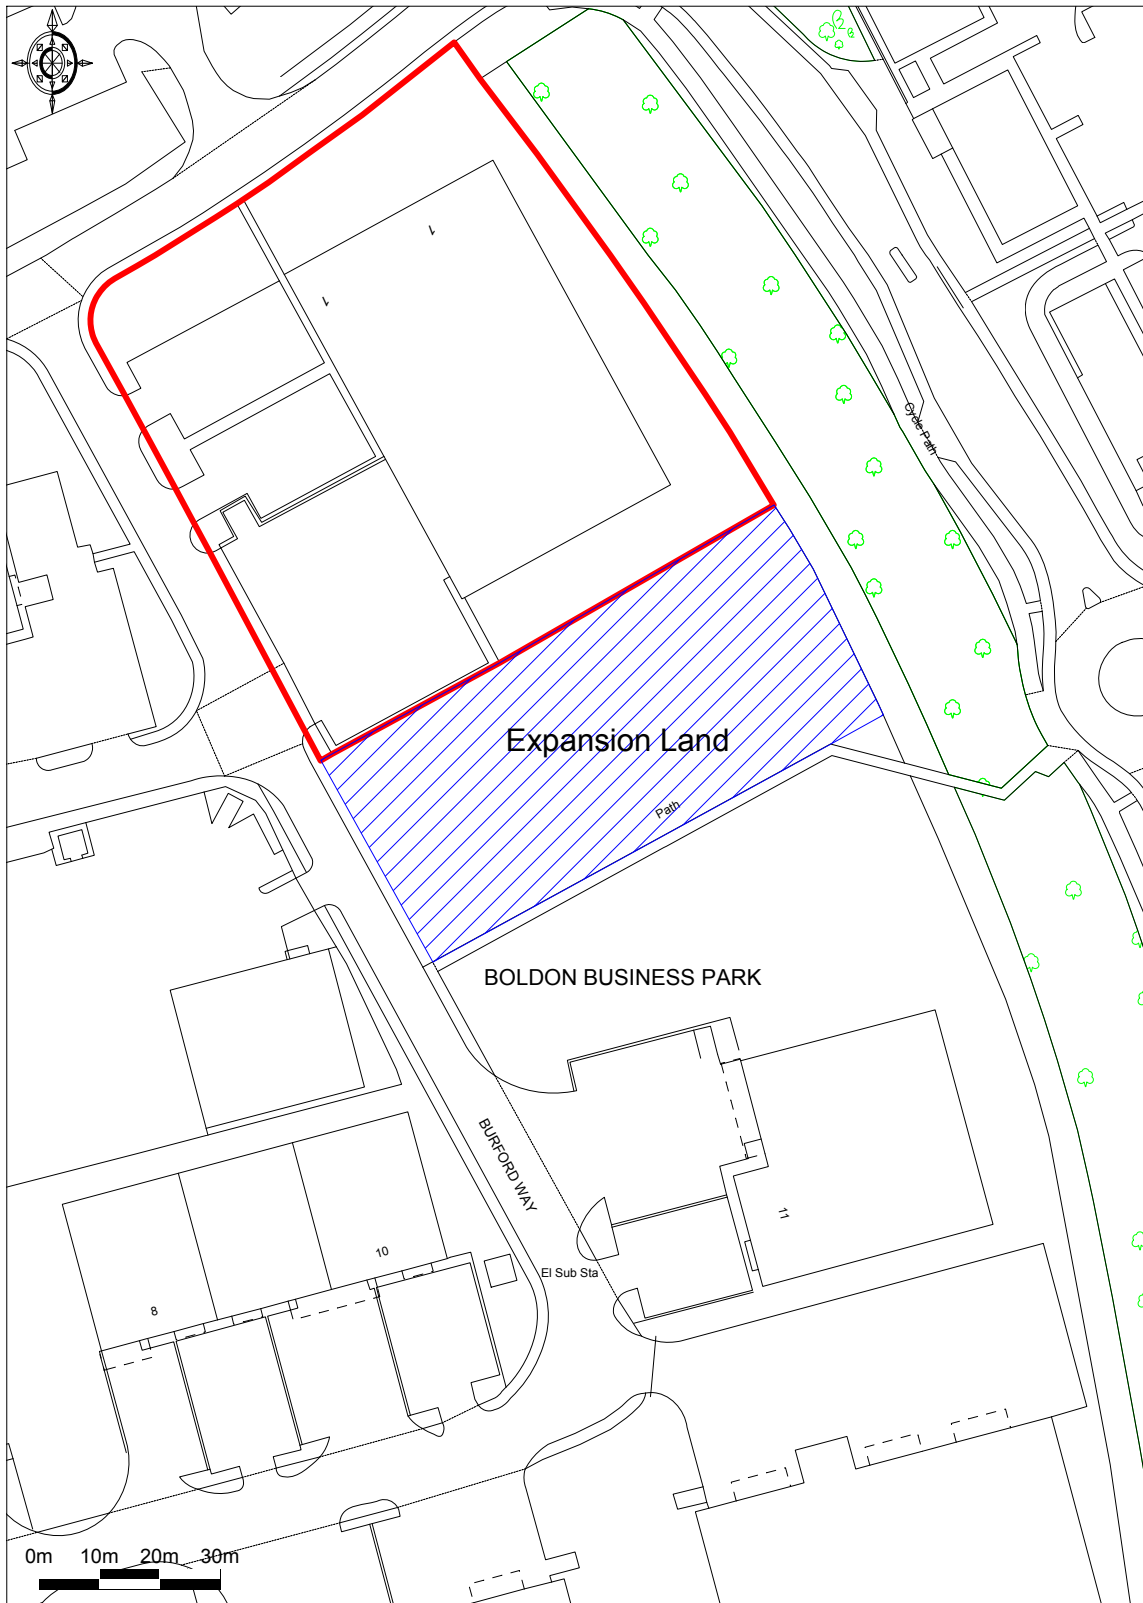 1
1
Cycle Path
Expansion Land
Path
BOLDON BUSINESS PARK
BURFORD WAY
11
10
El Sub Sta
8
0m 10m 20m 30m